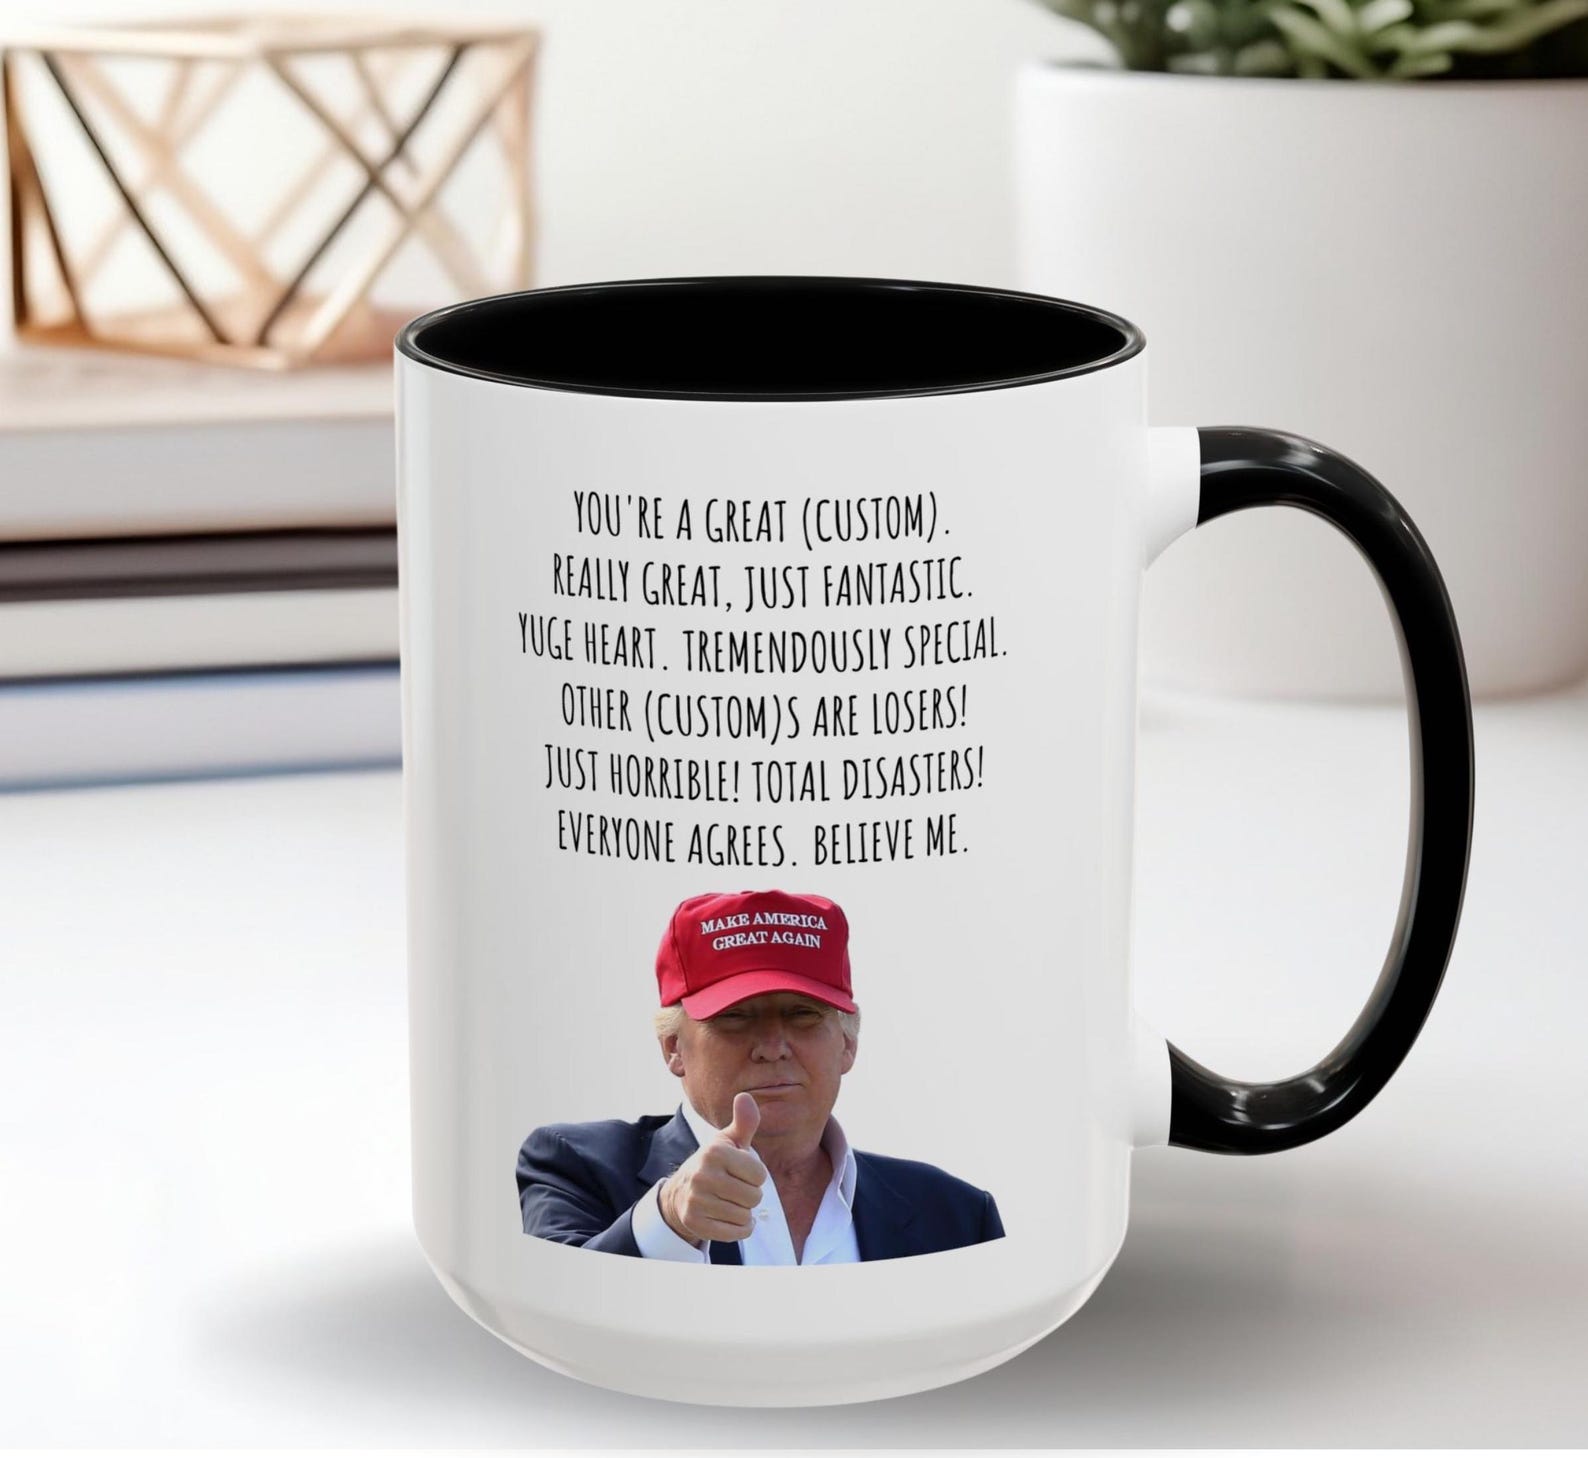 YOU'RE A GREAT (CUSTOM).
REALLY GREAT, JUST FANTASTIC.
YUGE HEART. TREMENDOUSLY SPECIAL.
OTHER (CUSTOM)S ARE LOSERS!
JUST HORRIBLE! TOTAL DISASTERS!
EVERYONE AGREES. BELIEVE ME.
MAKE AMERICA
GREAT AGAIN